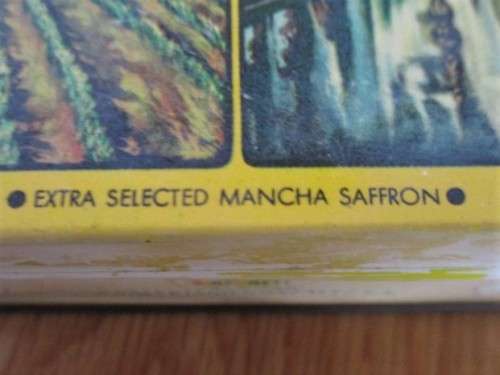 • EXTRA SELECTED MANCHA SAFFRON •